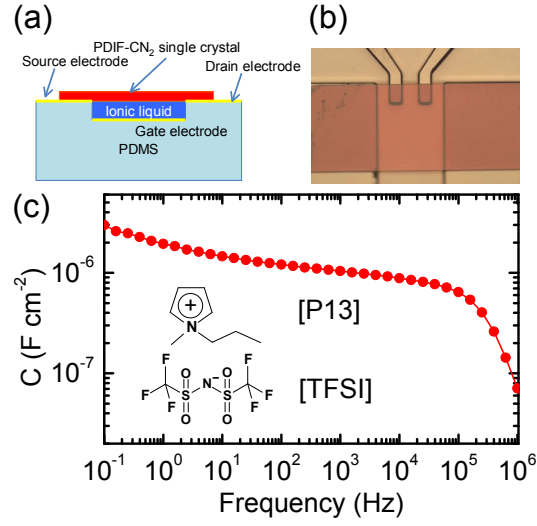 (a)
PDIF-CN2 single crystal
Source electrode
Drain electrode
Ionic liquid
Gate electrode
PDMS
(b)
(c)
C (F cm⁻²)
10⁻⁶
10⁻⁷
[P13]
+
N
[TFSI]
F O O F
F S N⁻ S F
F O O F
10⁻¹ 10⁰ 10¹ 10² 10³ 10⁴ 10⁵ 10⁶
Frequency (Hz)